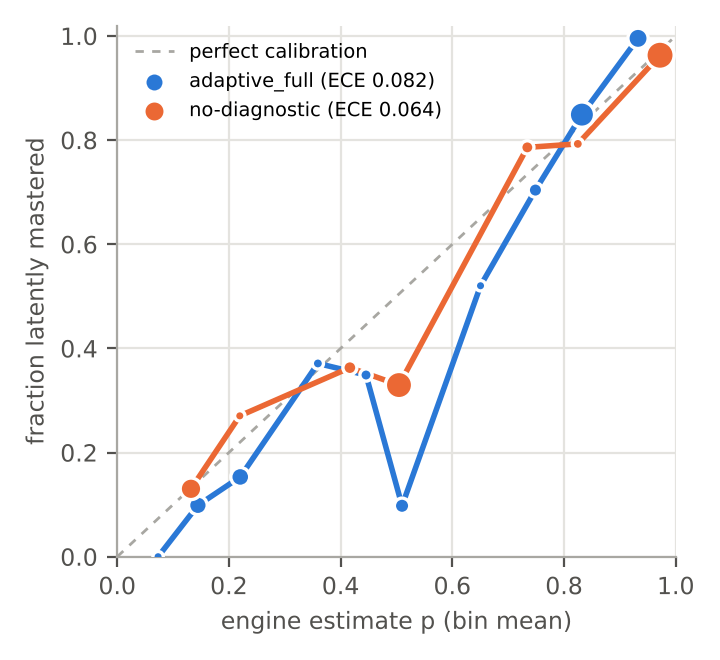 perfect calibration
adaptive_full (ECE 0.082)
no-diagnostic (ECE 0.064)
fraction latently mastered
1.0
0.8
0.6
0.4
0.2
0.0
0.0 0.2 0.4 0.6 0.8 1.0
engine estimate p (bin mean)